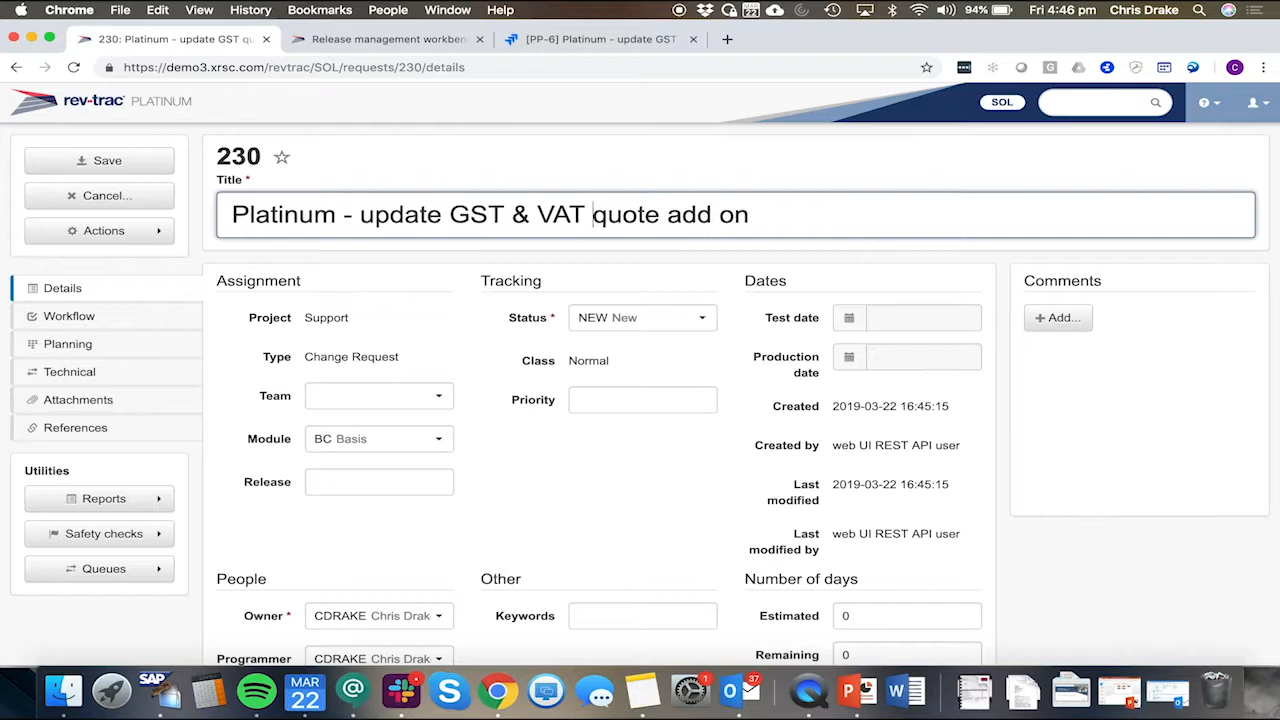 Chrome File Edit View History Bookmarks People Window Help MAR 22 94% Fri 4:46 pm Chris Drake
230: Platinum - update GST qu × Release management workben × [PP-6] Platinum - update GST × +
https://demo3.xrsc.com/revtrac/SOL/requests/230/details
rev-trac PLATINUM SOL
Save
Cancel...
Actions
230
Title *
Platinum - update GST & VAT quote add on
Details
Workflow
Planning
Technical
Attachments
References
Utilities
Reports
Safety checks
Queues
Assignment
Project Support
Type Change Request
Team
Module BC Basis
Release
Tracking
Status * NEW New
Class Normal
Priority
Dates
Test date
Production date
Created 2019-03-22 16:45:15
Created by web UI REST API user
Last modified 2019-03-22 16:45:15
Last modified by web UI REST API user
Comments
+ Add...
People
Owner * CDRAKE Chris Drak
Programmer CDRAKE Chris Drak
Other
Keywords
Number of days
Estimated 0
Remaining 0
SAP
MAR
22
1
37